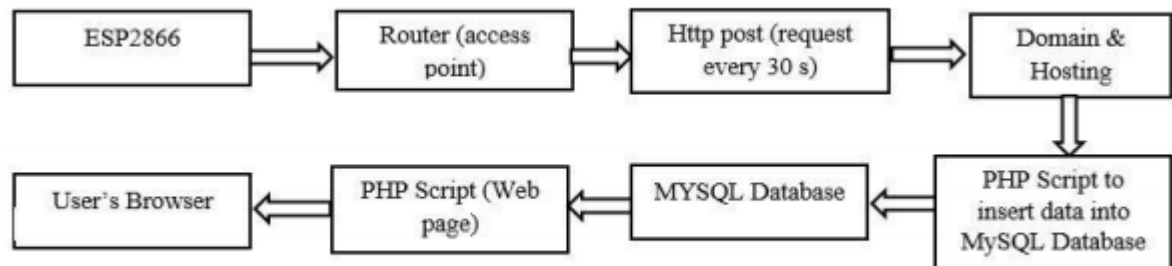 ESP2866
Router (access
point)
Http post (request
every 30 s)
Domain &
Hosting
PHP Script to
insert data into
MySQL Database
MYSQL Database
PHP Script (Web
page)
User's Browser